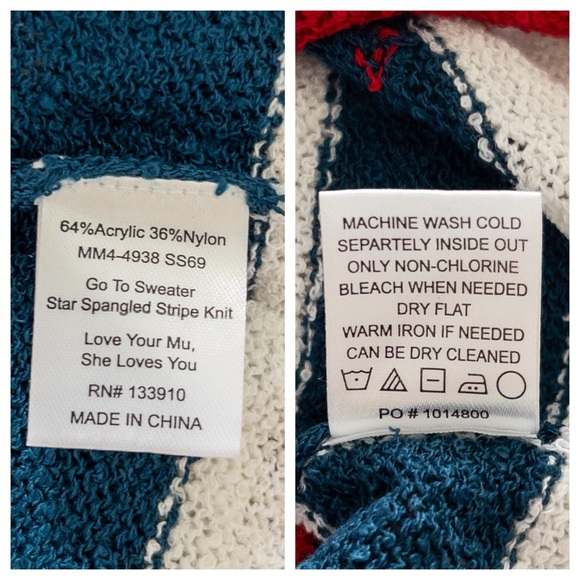 64%Acrylic 36%Nylon
MM4-4938 SS69
Go To Sweater
Star Spangled Stripe Knit
Love Your Mu,
She Loves You
RN# 133910
MADE IN CHINA
MACHINE WASH COLD
SEPARTELY INSIDE OUT
ONLY NON-CHLORINE
BLEACH WHEN NEEDED
DRY FLAT
WARM IRON IF NEEDED
CAN BE DRY CLEANED
PO # 1014800